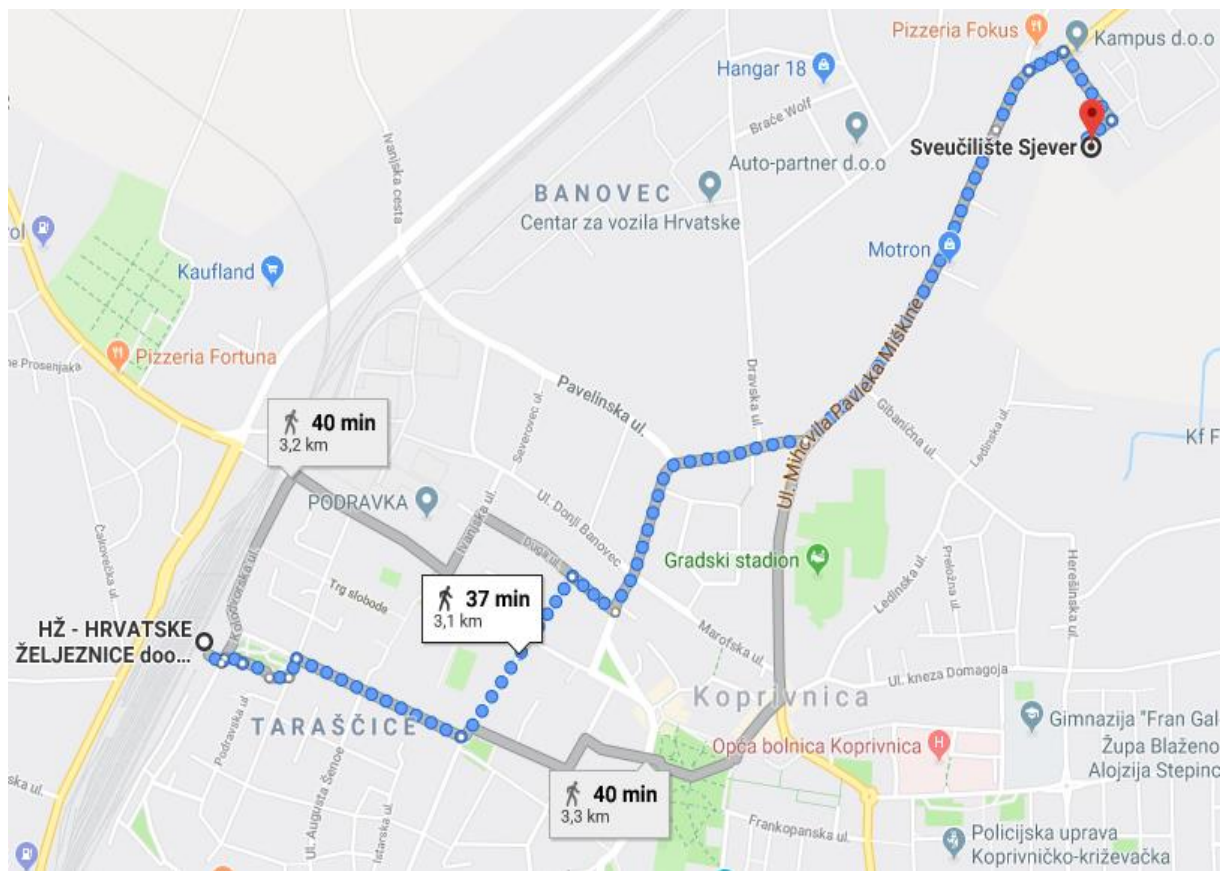 Pizzeria Fokus
Kampus d.o.o
Hangar 18
Braće Wolf
Auto-partner d.o.o
Sveučilište Sjever
Ivanjska cesta
BANOVEC
Centar za vozila Hrvatske
Motron
Kaufland
Pizzeria Fortuna
Dravska ul.
Ul. Mihovila Pavleka Miškine
Pavelinska ul.
Severovec ul.
Gibanična ul.
Ledinska ul.
Kf F
40 min
3,2 km
PODRAVKA
Ivanjska ul.
Ul. Donji Banovec
Duga ul.
Gradski stadion
Čakovečka ul.
Kolodvorska ul.
Trg slobode
37 min
3,1 km
Ledinska ul.
Preložna ul.
Herešinska ul.
HŽ - HRVATSKE
ŽELJEZNICE doo...
Marofska ul.
Ul. kneza Domagoja
Koprivnica
TARAŠČICE
Podravska ul.
Ul. Augusta Šenoe
Istarska ul.
Opća bolnica Koprivnica
Gimnazija "Fran Gal
Župa Blaženo
Alojzija Stepinc
40 min
3,3 km
Frankopanska ul.
Policijska uprava
Koprivničko-križevačka